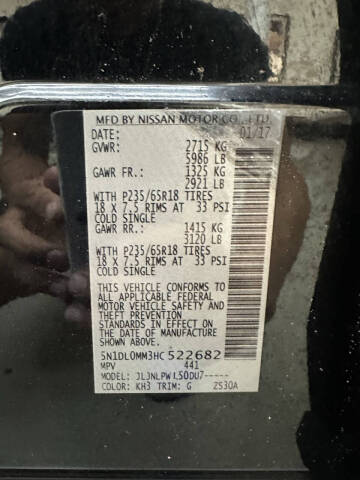 MFD BY NISSAN MOTOR CO., LTD.
DATE: 01/17
GVWR: 2715 KG
5986 LB
GAWR FR.: 1325 KG
2921 LB
WITH P235/65R18 TIRES
18 X 7.5 RIMS AT 33 PSI
COLD SINGLE
GAWR RR.: 1415 KG
3120 LB
WITH P235/65R18 TIRES
18 X 7.5 RIMS AT 33 PSI
COLD SINGLE
THIS VEHICLE CONFORMS TO
ALL APPLICABLE FEDERAL
MOTOR VEHICLE SAFETY AND
THEFT PREVENTION
STANDARDS IN EFFECT ON
THE DATE OF MANUFACTURE
SHOWN ABOVE.
5N1DL0MM3HC522682
MPV 441
MODEL: JLJNLPWL50DU7-----
COLOR: KH3 TRIM: G ZS30A